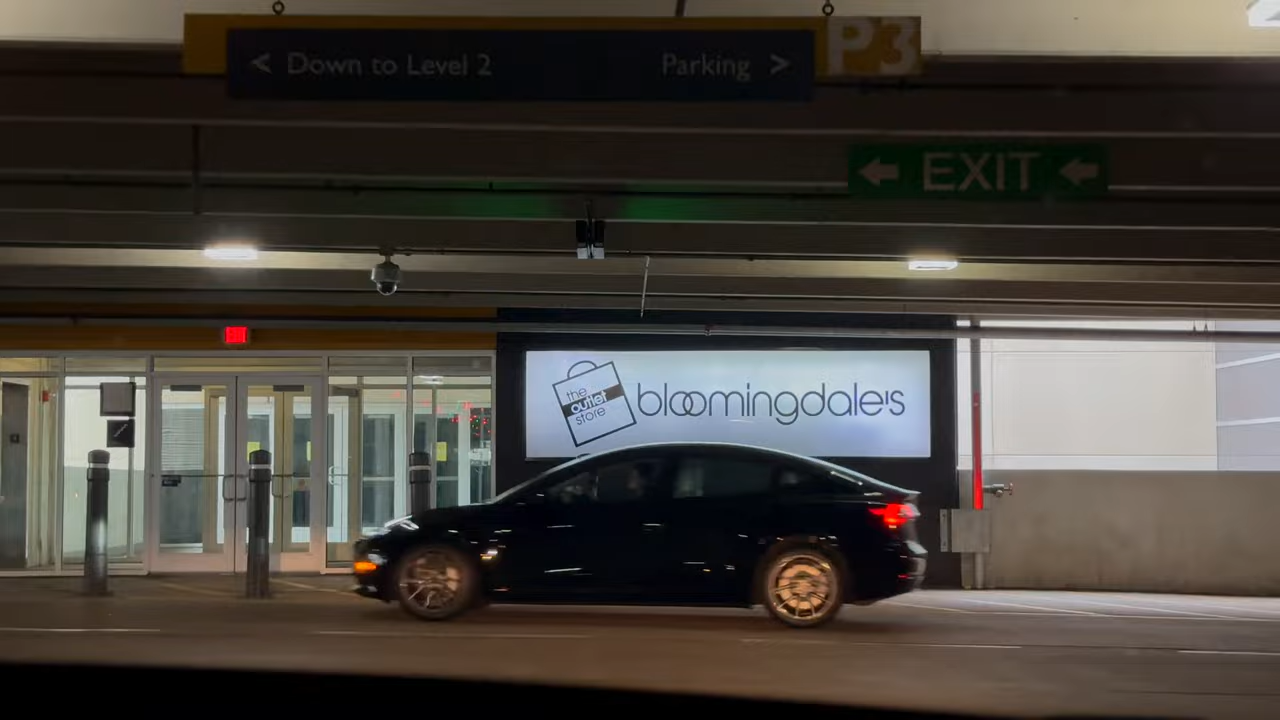 < Down to Level 2
Parking >
P3
← EXIT ←
the
outlet
store
bloomingdale's